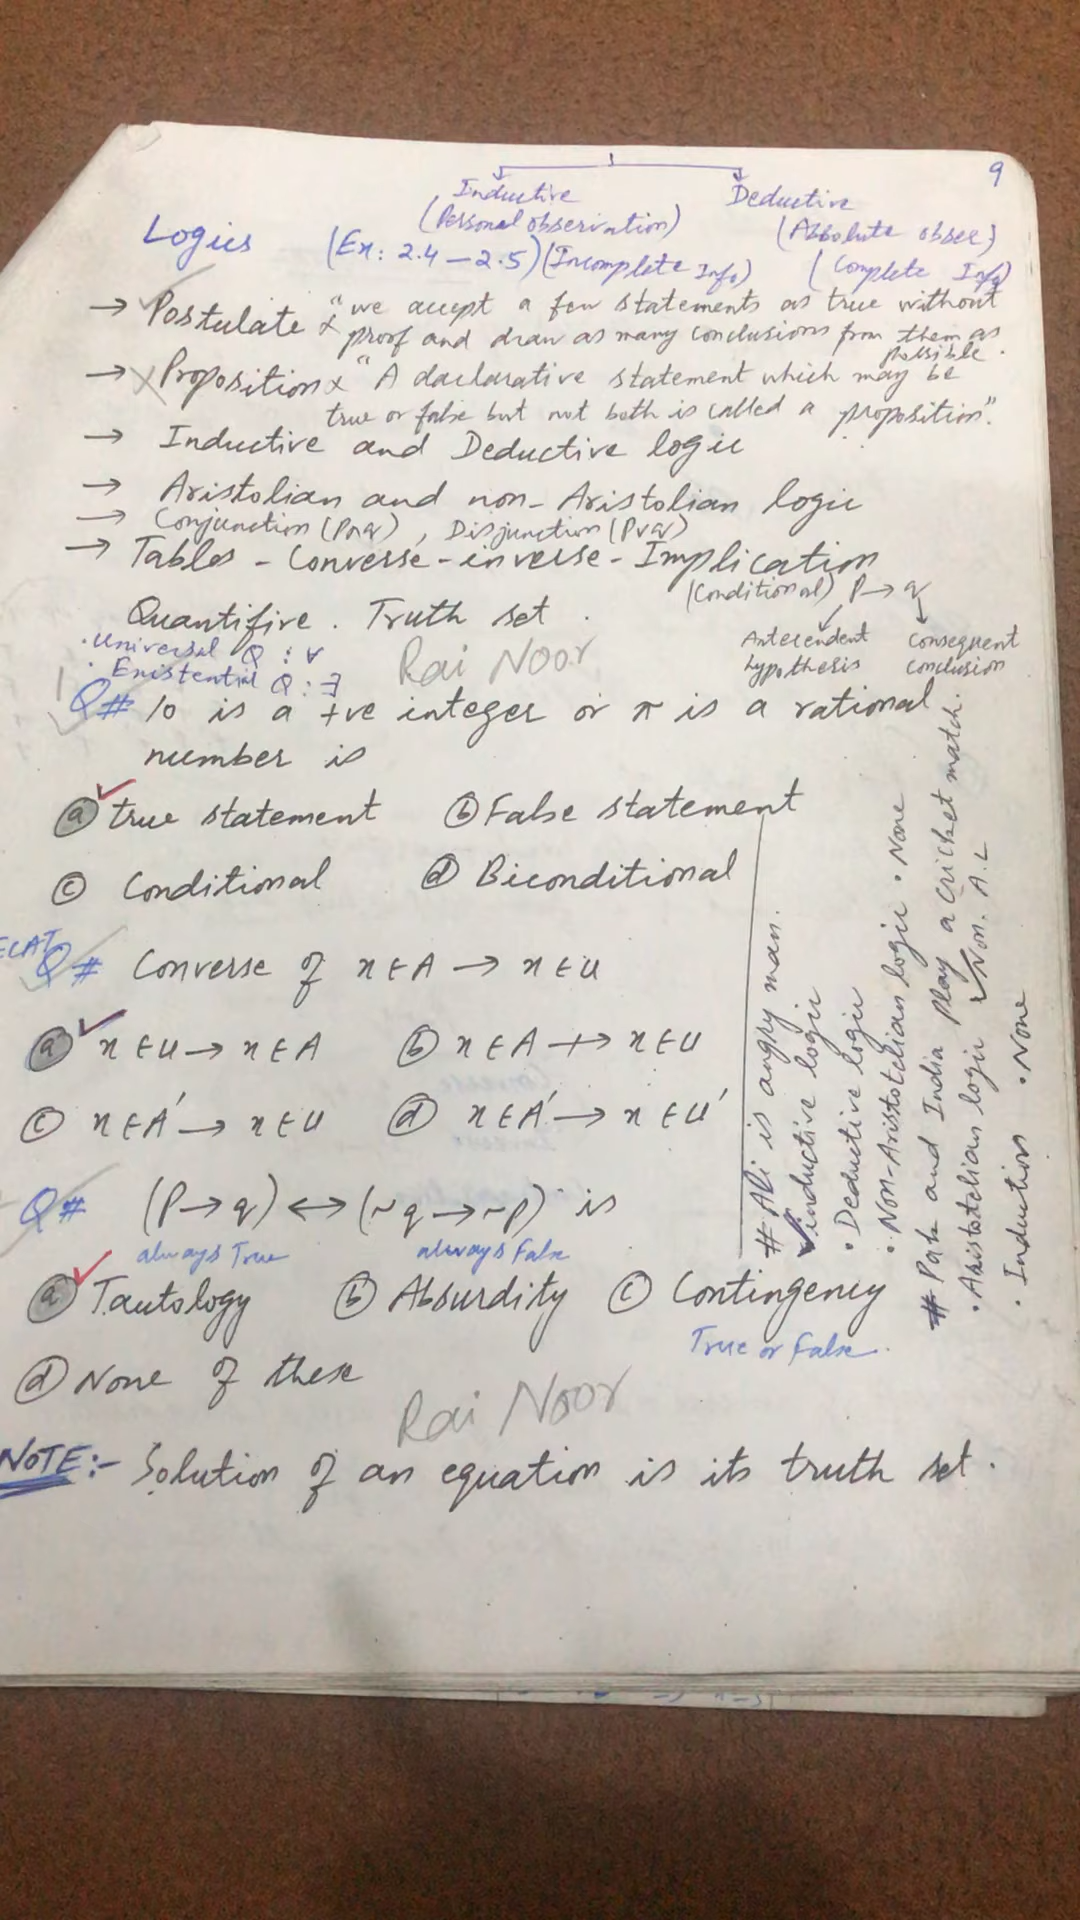 9
Inductive Deductive
(Personal observation) (Absolute obser)
Logics (Ex: 2.4 – 2.5) (Incomplete Info) (Complete Info)
→ Postulate "we accept a few statements as true without
proof and draw as many conclusions from them as
possible.
→ Proposition "A daclarative statement which may be
true or false but not both is called a proposition".
→ Inductive and Deductive logic
→ Aristolian and non-Aristolian logic
→ Conjunction (P∧q), Disjunction (P∨q)
→ Tables - Converse - inverse - Implication
(Conditional) P → q
Quantifire . Truth set .
Antecendent Consequent
hypothesis conclusion
· Universal Q : ∀
· Existential Q : ∃
Rai Noor
Q# 10 is a +ve integer or π is a rational
number is
ⓐ true statement ⓑ False statement
ⓒ Conditional ⓓ Biconditional
ECAT
Q# Converse of x∈A → x∈U
ⓐ x∈U → x∈A ⓑ x∈A ↛ x∈U
ⓒ x∈A' → x∈U ⓓ x∈A' → x∈U'
Q# (P→q) ↔ (~q→~p) is
always True always False
ⓐ Tautology ⓑ Absurdity ⓒ Contingency
True or False.
ⓓ None of these
Rai Noor
NOTE:- Solution of an equation is its truth set.
# Ali is angry man.
✓ inductive logic
· Deductive logic
· Non-Aristotelian logic · None
# Pak and India Play a cricket match.
· Aristotelian logic ✓ Non. A.L
· Induction · None